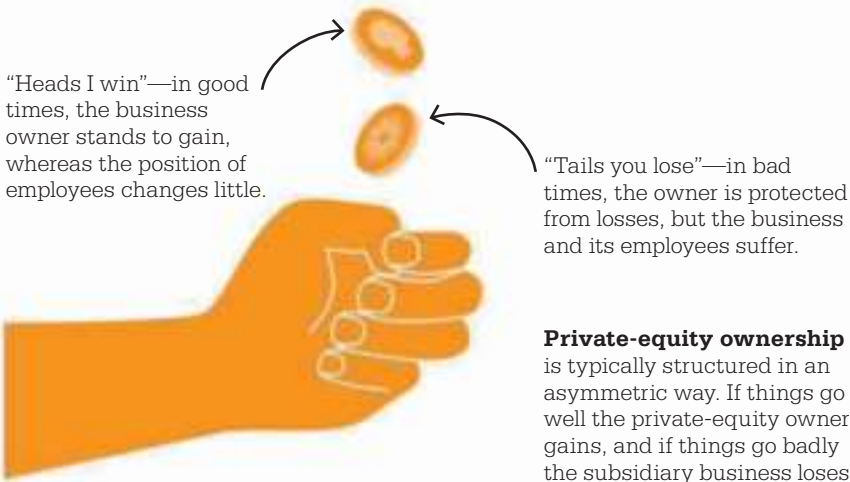 “Heads I win”—in good
times, the business
owner stands to gain,
whereas the position of
employees changes little.
“Tails you lose”—in bad
times, the owner is protected
from losses, but the business
and its employees suffer.
Private-equity ownership
is typically structured in an
asymmetric way. If things go
well the private-equity owner
gains, and if things go badly
the subsidiary business loses